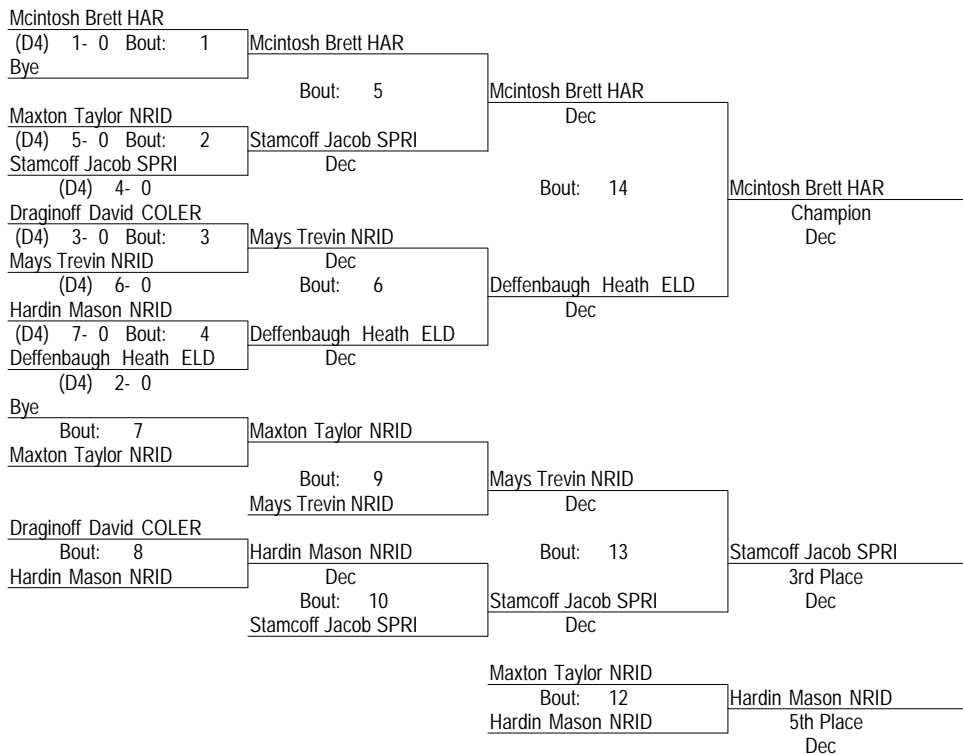 Mcintosh Brett HAR
(D4) 1- 0 Bout: 1 Mcintosh Brett HAR
Bye
Bout: 5 Mcintosh Brett HAR
Maxton Taylor NRID Dec
(D4) 5- 0 Bout: 2 Stamcoff Jacob SPRI
Stamcoff Jacob SPRI Dec
(D4) 4- 0 Bout: 14 Mcintosh Brett HAR
Draginoff David COLER Champion
(D4) 3- 0 Bout: 3 Mays Trevin NRID Dec
Mays Trevin NRID Dec
(D4) 6- 0 Bout: 6 Deffenbaugh Heath ELD
Hardin Mason NRID Dec
(D4) 7- 0 Bout: 4 Deffenbaugh Heath ELD
Deffenbaugh Heath ELD Dec
(D4) 2- 0
Bye
Bout: 7 Maxton Taylor NRID
Maxton Taylor NRID
Bout: 9 Mays Trevin NRID
Mays Trevin NRID Dec
Draginoff David COLER
Bout: 8 Hardin Mason NRID Bout: 13 Stamcoff Jacob SPRI
Hardin Mason NRID Dec 3rd Place
Bout: 10 Stamcoff Jacob SPRI Dec
Stamcoff Jacob SPRI Dec
Maxton Taylor NRID
Bout: 12 Hardin Mason NRID
Hardin Mason NRID 5th Place
Dec